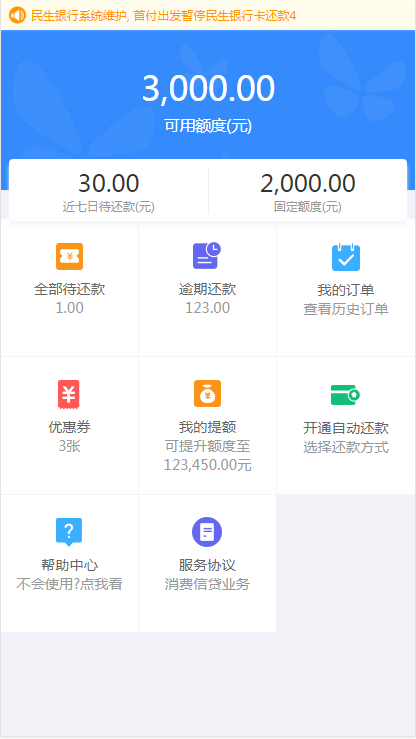 民生银行系统维护, 首付出发暂停民生银行卡还款4
3,000.00
可用额度(元)
30.00
近七日待还款(元)
2,000.00
固定额度(元)
全部待还款
1.00
逾期还款
123.00
我的订单
查看历史订单
优惠券
3张
我的提额
可提升额度至
123,450.00元
开通自动还款
选择还款方式
帮助中心
不会使用?点我看
服务协议
消费信贷业务